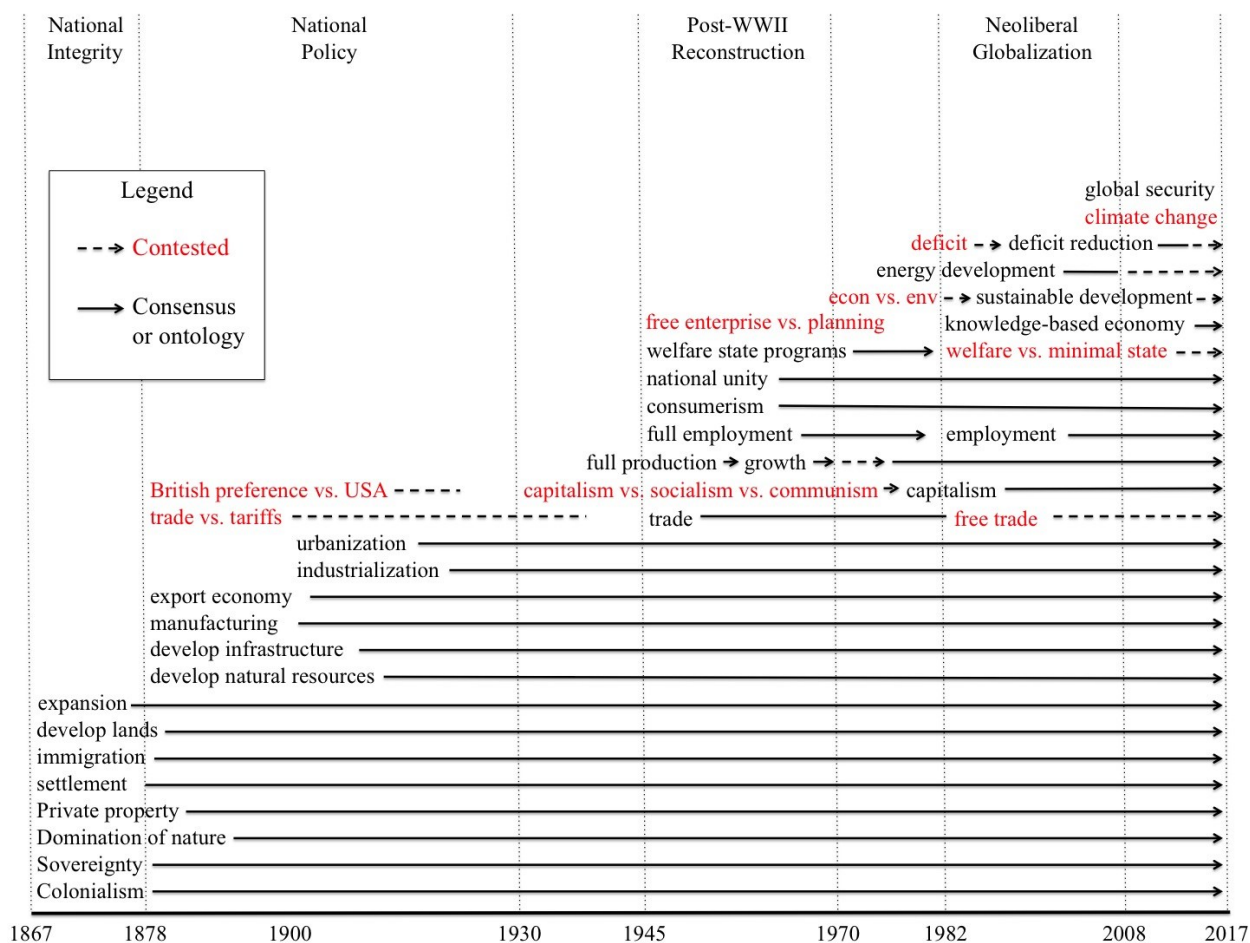 National
Integrity
National
Policy
Post-WWII
Reconstruction
Neoliberal
Globalization
Legend
Contested
Consensus
or ontology
global security
climate change
deficit deficit reduction
energy development
econ vs. env sustainable development
free enterprise vs. planning knowledge-based economy
welfare state programs welfare vs. minimal state
national unity
consumerism
full employment employment
full production growth
British preference vs. USA capitalism vs. socialism vs. communism capitalism
trade vs. tariffs trade free trade
urbanization
industrialization
export economy
manufacturing
develop infrastructure
develop natural resources
expansion
develop lands
immigration
settlement
Private property
Domination of nature
Sovereignty
Colonialism
1867 1878 1900 1930 1945 1970 1982 2008 2017